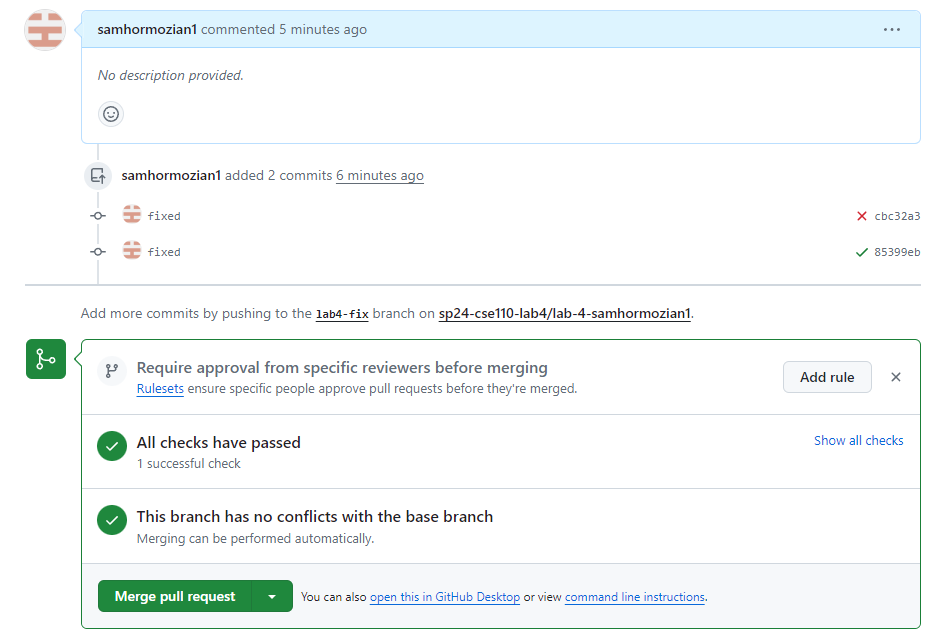 samhormozian1 commented 5 minutes ago
No description provided.
samhormozian1 added 2 commits 6 minutes ago
fixed cbc32a3
fixed 85399eb
Add more commits by pushing to the lab4-fix branch on sp24-cse110-lab4/lab-4-samhormozian1.
Require approval from specific reviewers before merging
Rulesets ensure specific people approve pull requests before they're merged.
Add rule
All checks have passed
Show all checks
1 successful check
This branch has no conflicts with the base branch
Merging can be performed automatically.
Merge pull request You can also open this in GitHub Desktop or view command line instructions.